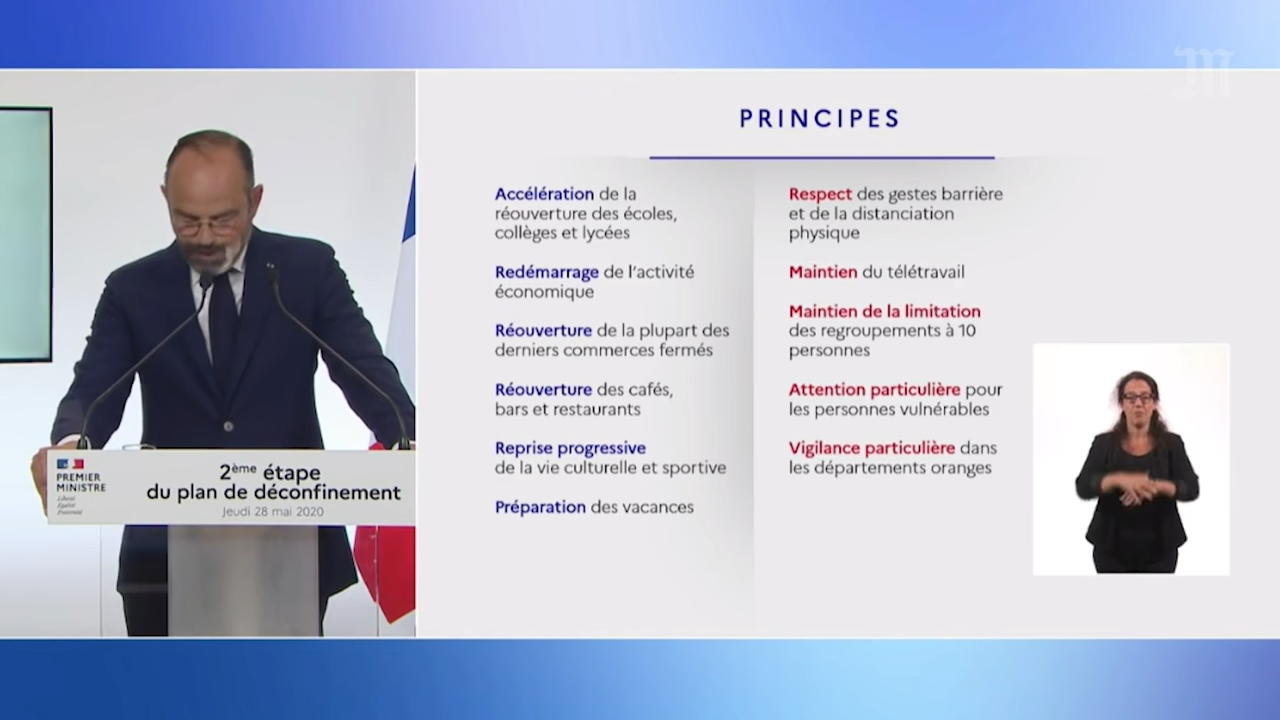 M
PRINCIPES
Accélération de la
réouverture des écoles,
collèges et lycées
Redémarrage de l'activité
économique
Réouverture de la plupart des
derniers commerces fermés
Réouverture des cafés,
bars et restaurants
Reprise progressive
de la vie culturelle et sportive
Préparation des vacances
Respect des gestes barrière
et de la distanciation
physique
Maintien du télétravail
Maintien de la limitation
des regroupements à 10
personnes
Attention particulière pour
les personnes vulnérables
Vigilance particulière dans
les départements oranges
PREMIER
MINISTRE
Liberté
Égalité
Fraternité
2ème étape
du plan de déconfinement
Jeudi 28 mai 2020